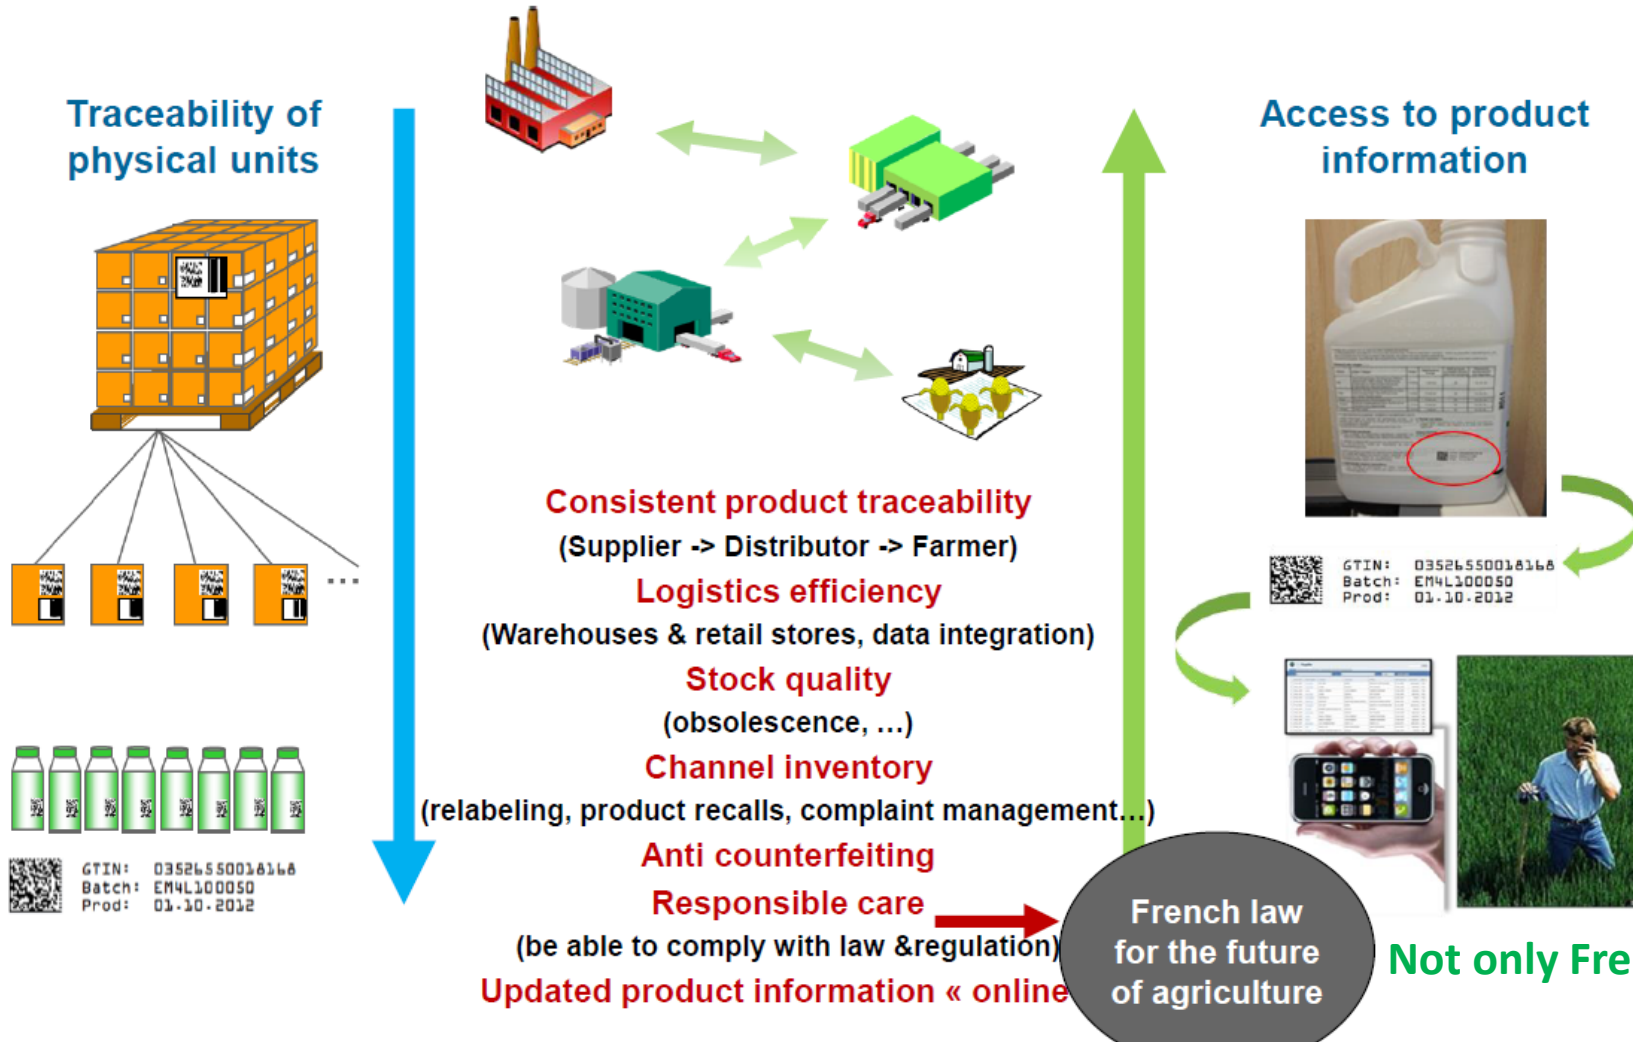 Traceability of
physical units
Access to product
information
Consistent product traceability
(Supplier -> Distributor -> Farmer)
Logistics efficiency
(Warehouses & retail stores, data integration)
Stock quality
(obsolescence, ...)
Channel inventory
(relabeling, product recalls, complaint management...)
Anti counterfeiting
Responsible care
(be able to comply with law &regulation)
Updated product information « online
...
GTIN: 03526550018168
Batch: EM4L100050
Prod: 01.10.2012
GTIN: 03526550018168
Batch: EM4L100050
Prod: 01.10.2012
French law
for the future
of agriculture
Not only Fre